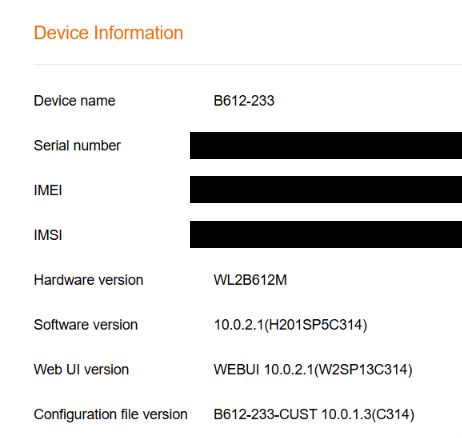 Device Information
Device name B612-233
Serial number
IMEI
IMSI
Hardware version WL2B612M
Software version 10.0.2.1(H201SP5C314)
Web UI version WEBUI 10.0.2.1(W2SP13C314)
Configuration file version B612-233-CUST 10.0.1.3(C314)